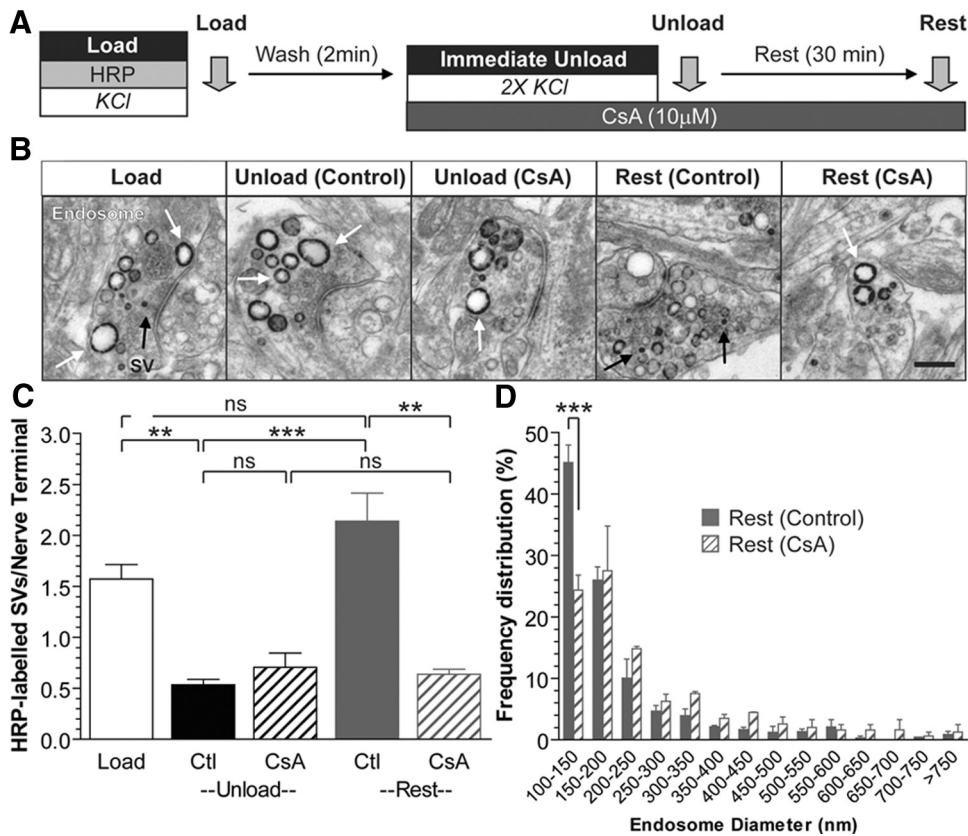 A
Load
HRP
KCl
Load
Wash (2min)
Immediate Unload
2X KCl
CsA (10μM)
Unload
Rest (30 min)
Rest
B
Load
Unload (Control)
Unload (CsA)
Rest (Control)
Rest (CsA)
Endosome
SV
C
HRP-labelled SVs/Nerve Terminal
3.0
2.5
2.0
1.5
1.0
0.5
0.0
ns
**
**
***
ns
ns
Load
Ctl
CsA
Ctl
CsA
--Unload--
--Rest--
D
Frequency distribution (%)
50
40
30
20
10
0
***
Rest (Control)
Rest (CsA)
100-150
150-200
200-250
250-300
300-350
350-400
400-450
450-500
500-550
550-600
600-650
650-700
700-750
>750
Endosome Diameter (nm)